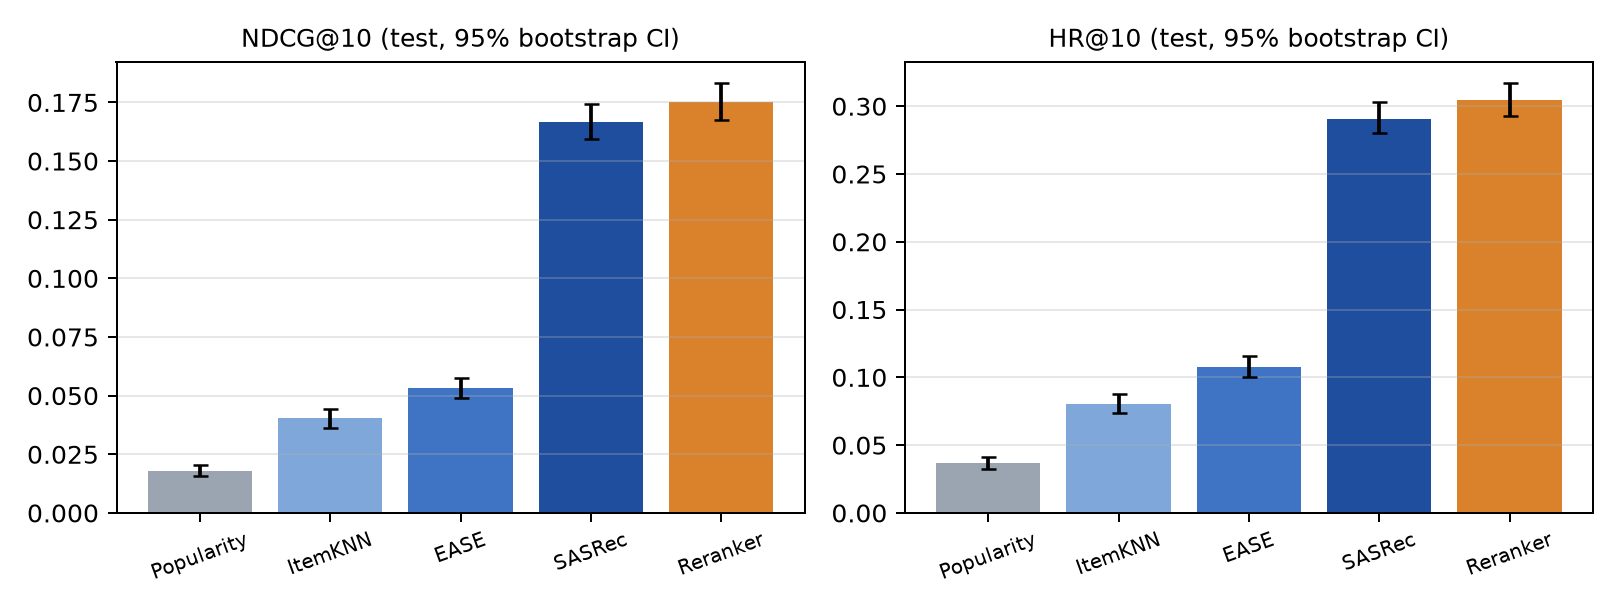 NDCG@10 (test, 95% bootstrap CI)
0.175
0.150
0.125
0.100
0.075
0.050
0.025
0.000
Popularity
ItemKNN
EASE
SASRec
Reranker
HR@10 (test, 95% bootstrap CI)
0.30
0.25
0.20
0.15
0.10
0.05
0.00
Popularity
ItemKNN
EASE
SASRec
Reranker